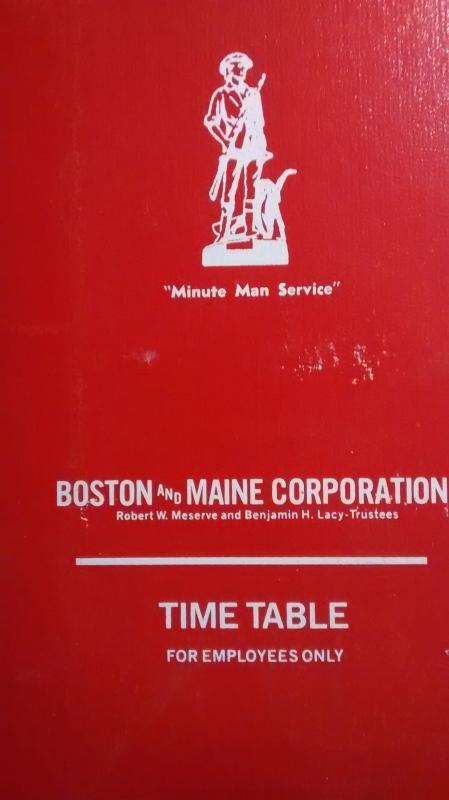 "Minute Man Service"
BOSTON AND MAINE CORPORATION
Robert W. Meserve and Benjamin H. Lacy-Trustees
TIME TABLE
FOR EMPLOYEES ONLY